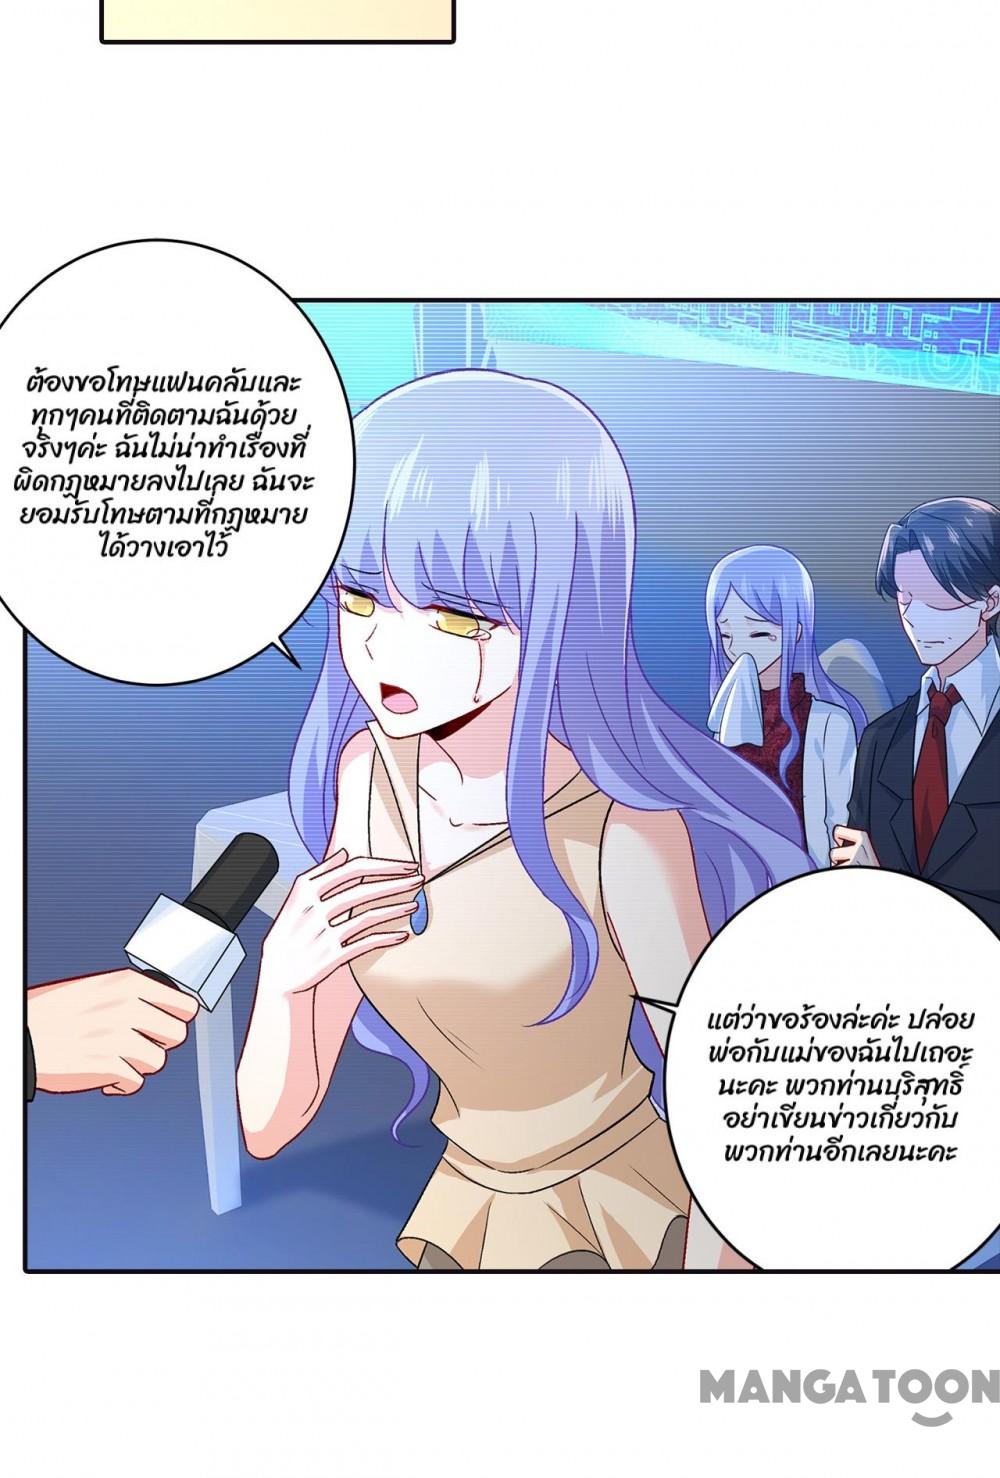 ต้องขอโทษแฟนคลับและ
ทุกๆคนที่ติดตามฉันด้วย
จริงๆค่ะ ฉันไม่น่าทำเรื่องที่
ผิดกฎหมายลงไปเลย ฉันจะ
ยอมรับโทษตามที่กฎหมาย
ได้วางเอาไว้
แต่ว่าขอร้องล่ะค่ะ ปล่อย
พ่อกับแม่ของฉันไปเถอะ
นะคะ พวกท่านบริสุทธิ์
อย่าเขียนข่าวเกี่ยวกับ
พวกท่านอีกเลยนะคะ
MANGATOON